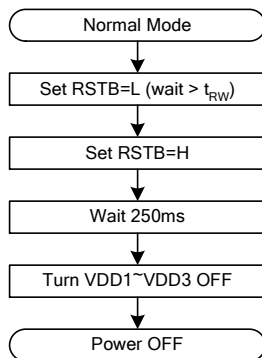 Normal Mode
Set RSTB=L (wait > tRW)
Set RSTB=H
Wait 250ms
Turn VDD1~VDD3 OFF
Power OFF